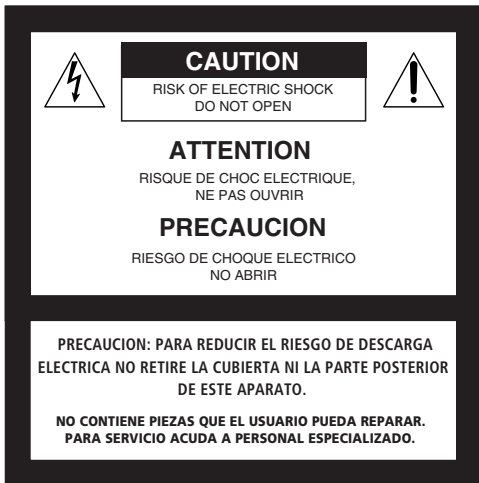 CAUTION
RISK OF ELECTRIC SHOCK
DO NOT OPEN
ATTENTION
RISQUE DE CHOC ELECTRIQUE,
NE PAS OUVRIR
PRECAUCION
RIESGO DE CHOQUE ELECTRICO
NO ABRIR
PRECAUCION: PARA REDUCIR EL RIESGO DE DESCARGA
ELECTRICA NO RETIRE LA CUBIERTA NI LA PARTE POSTERIOR
DE ESTE APARATO.
NO CONTIENE PIEZAS QUE EL USUARIO PUEDA REPARAR.
PARA SERVICIO ACUDA A PERSONAL ESPECIALIZADO.